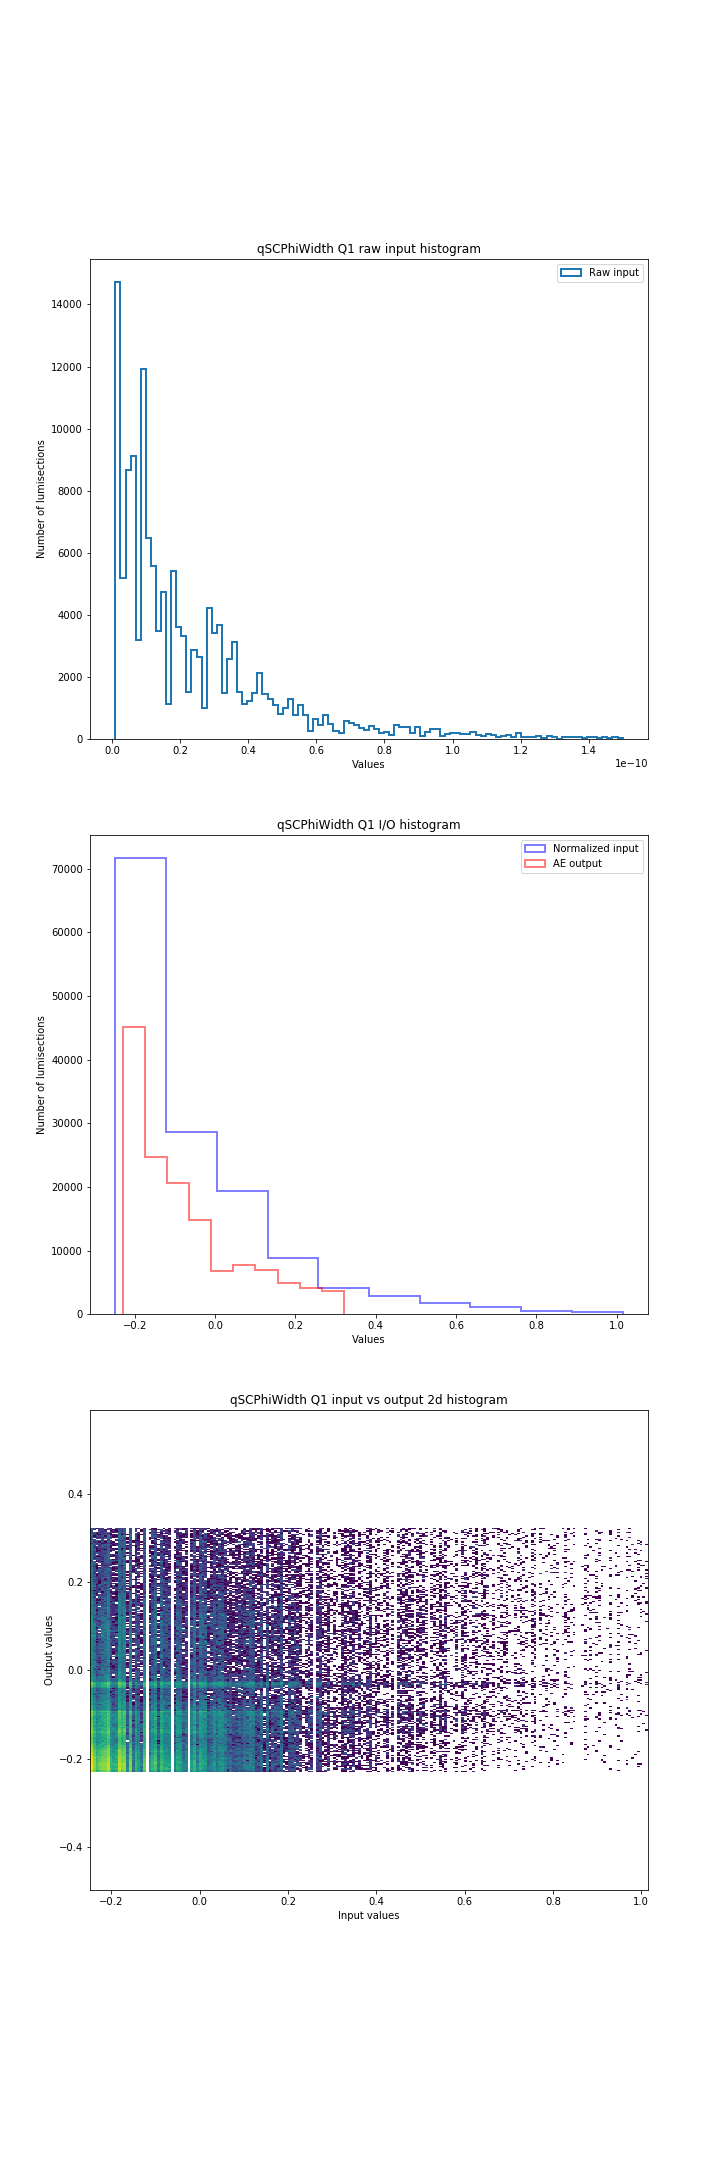 qSCPhiWidth Q1 raw input histogram
Raw input
14000
12000
10000
8000
6000
4000
2000
0
Number of lumisections
0.0 0.2 0.4 0.6 0.8 1.0 1.2 1.4
1e−10
Values
qSCPhiWidth Q1 I/O histogram
Normalized input
AE output
70000
60000
50000
40000
30000
20000
10000
0
Number of lumisections
−0.2 0.0 0.2 0.4 0.6 0.8 1.0
Values
qSCPhiWidth Q1 input vs output 2d histogram
0.4
0.2
0.0
−0.2
−0.4
Output values
−0.2 0.0 0.2 0.4 0.6 0.8 1.0
Input values